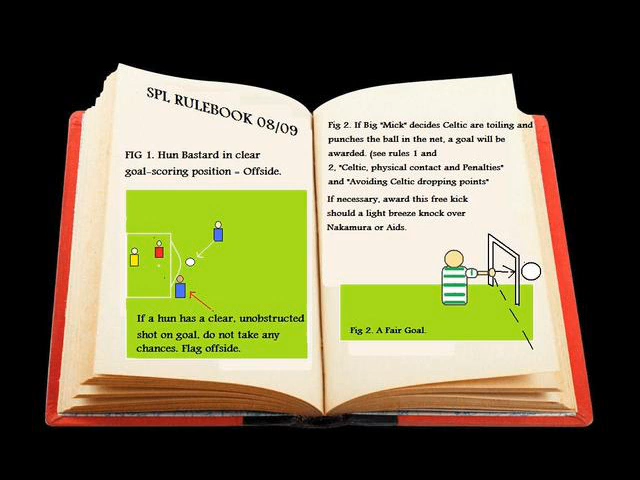 SPL RULEBOOK 08/09
FIG 1. Hun Bastard in clear
goal-scoring position = Offside.
If a hun has a clear, unobstructed
shot on goal, do not take any
chances. Flag offside.
Fig 2. If Big "Mick" decides Celtic are toiling and
punches the ball in the net, a goal will be
awarded. (see rules 1 and
2, "Celtic, physical contact and Penalties"
and "Avoiding Celtic dropping points"
If necessary, award this free kick
should a light breeze knock over
Nakamura or Aids.
Fig 2. A Fair Goal.